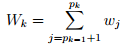 W_k = \sum_{j=p_{k-1}+1}^{p_k} w_j